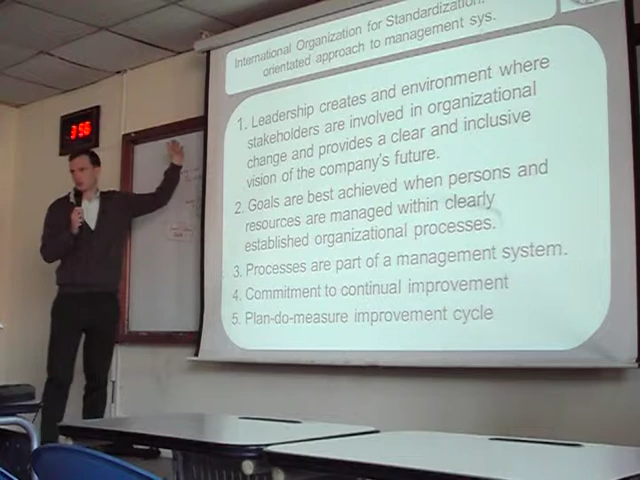 3:56
International Organization for Standardization:
orientated approach to management sys.
1. Leadership creates and environment where
stakeholders are involved in organizational
change and provides a clear and inclusive
vision of the company's future.
2. Goals are best achieved when persons and
resources are managed within clearly
established organizational processes.
3. Processes are part of a management system.
4. Commitment to continual improvement
5. Plan-do-measure improvement cycle